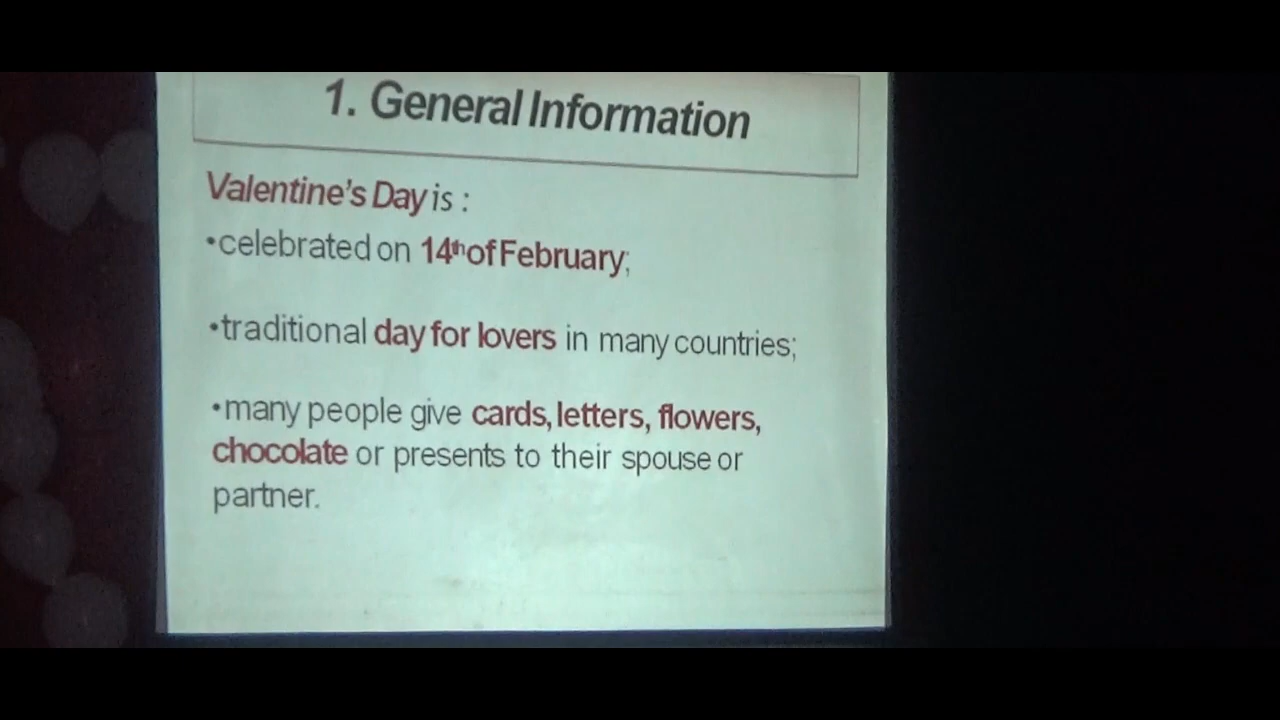 1. General Information
Valentine's Day is :
•celebrated on 14th of February;
•traditional day for lovers in many countries;
•many people give cards, letters, flowers,
chocolate or presents to their spouse or
partner.